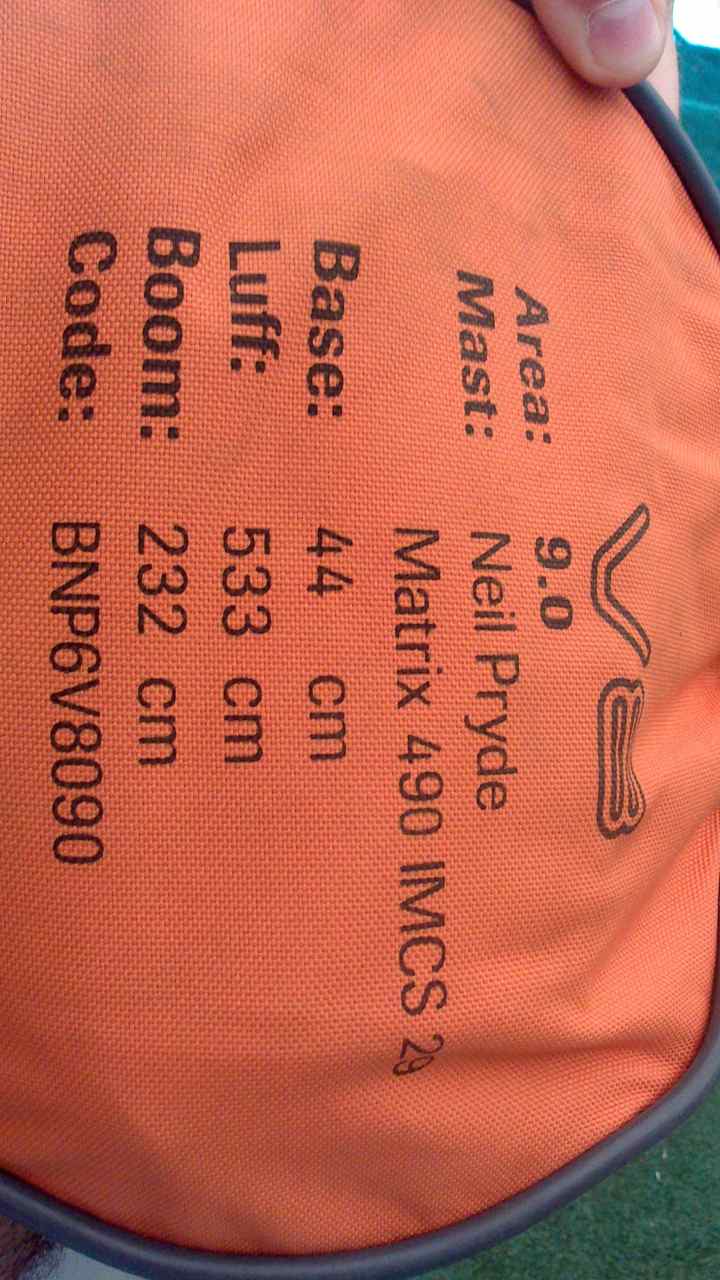 Area: 9.0
Mast: Neil Pryde
Matrix 490 IMCS 29
Base: 44 cm
Luff: 533 cm
Boom: 232 cm
Code: BNP6V8090